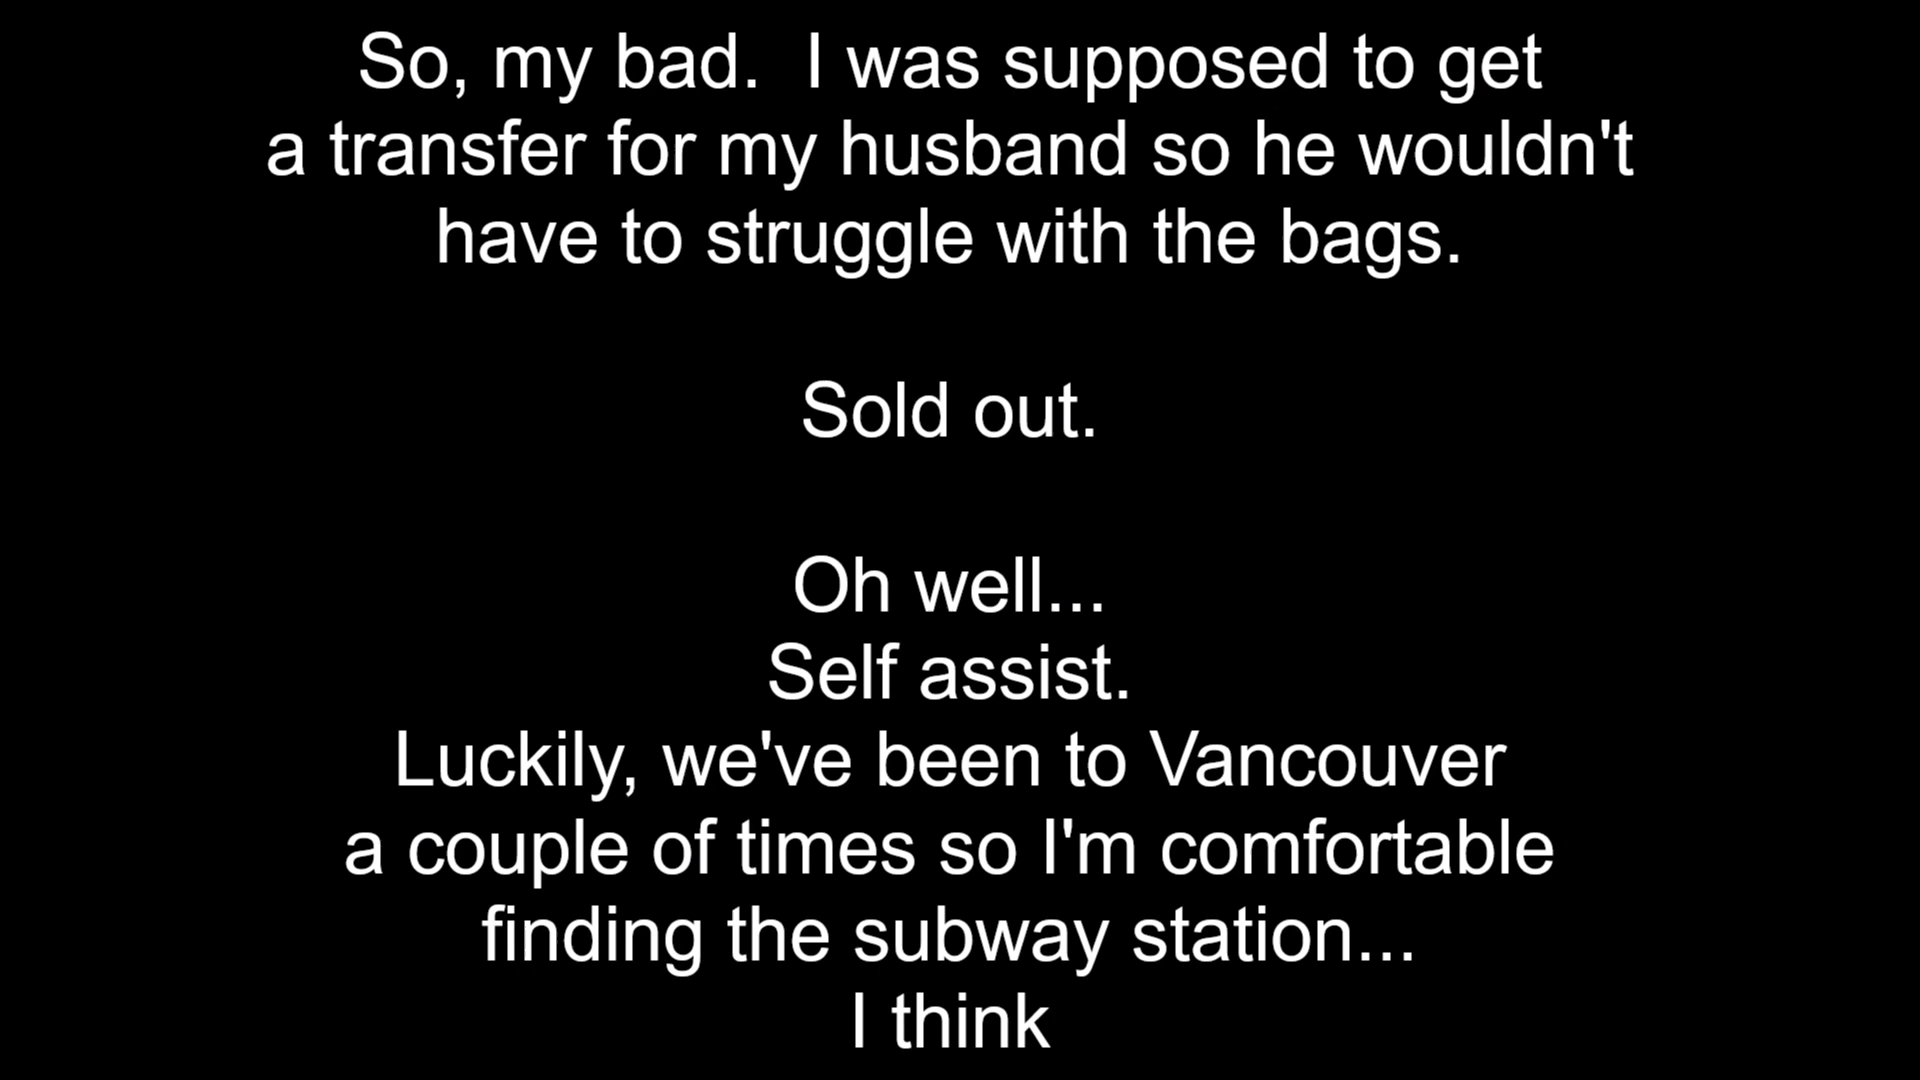 So, my bad.  I was supposed to get
a transfer for my husband so he wouldn't
have to struggle with the bags.
Sold out.
Oh well...
Self assist.
Luckily, we've been to Vancouver
a couple of times so I'm comfortable
finding the subway station...
I think